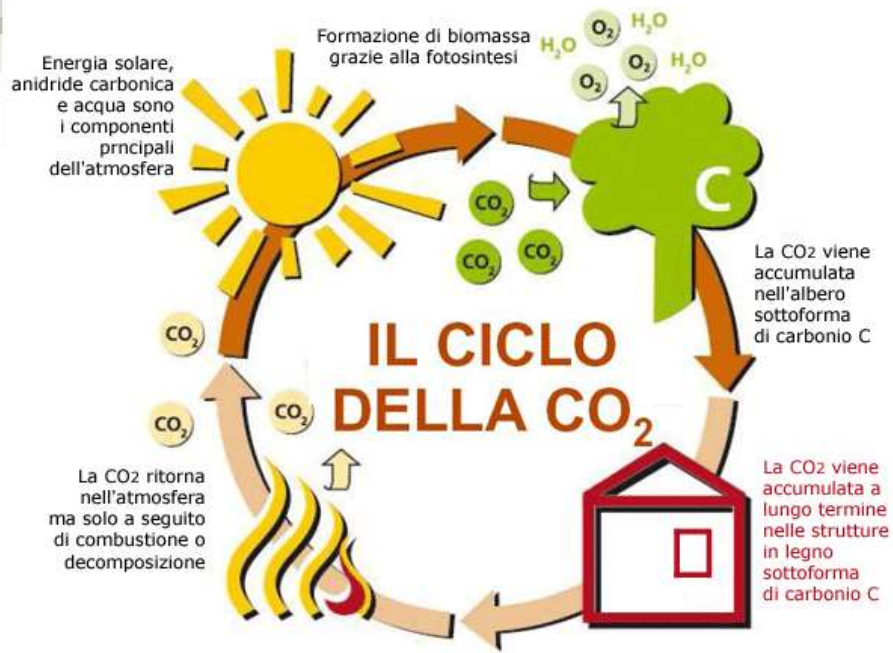 Energia solare,
anidride carbonica
e acqua sono
i componenti
prncipali
dell'atmosfera
Formazione di biomassa
grazie alla fotosintesi
H₂O
O₂
H₂O
O₂
H₂O
O₂
C
CO₂
CO₂
CO₂
La CO2 viene
accumulata
nell'albero
sottoforma
di carbonio C
IL CICLO
DELLA CO₂
CO₂
CO₂
CO₂
La CO2 ritorna
nell'atmosfera
ma solo a seguito
di combustione o
decomposizione
La CO2 viene
accumulata a
lungo termine
nelle strutture
in legno
sottoforma
di carbonio C